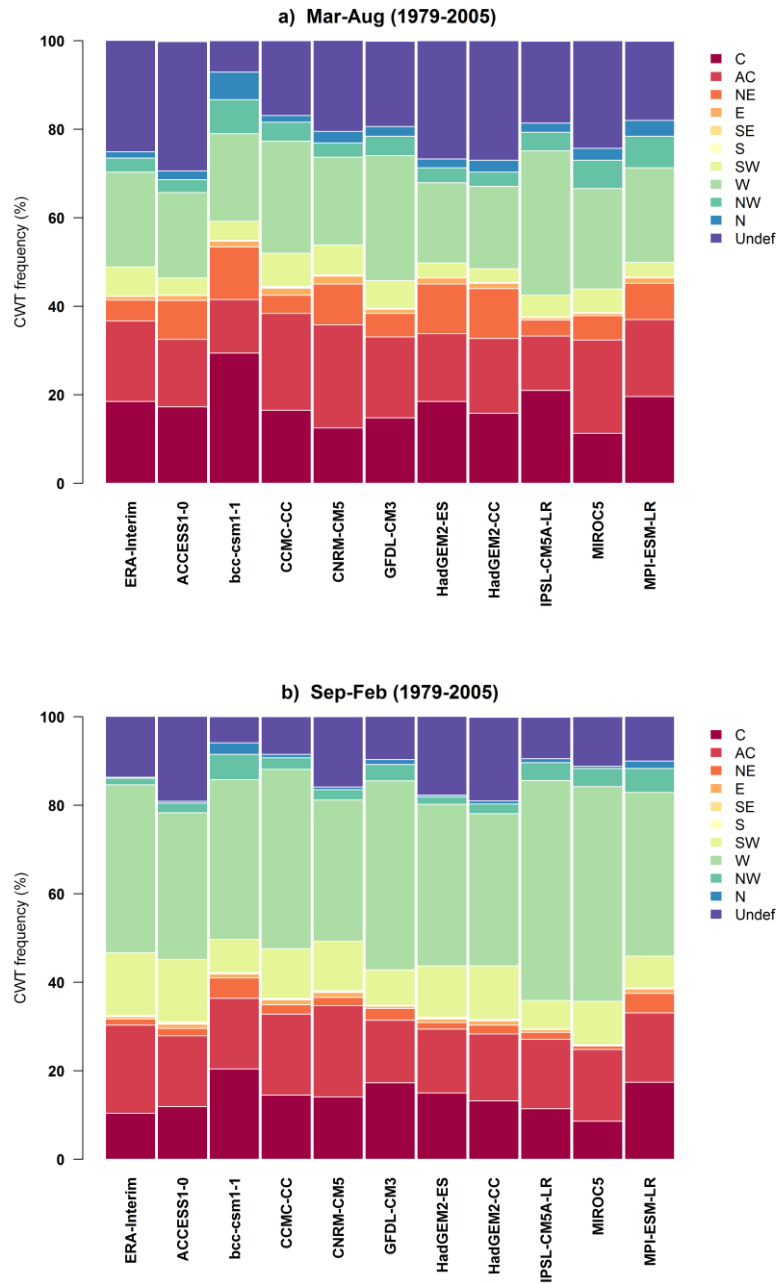 a) Mar-Aug (1979-2005)
CWT frequency (%)
100
80
60
40
20
0
C
AC
NE
E
SE
S
SW
W
NW
N
Undef
ERA-Interim
ACCESS1-0
bcc-csm1-1
CCMC-CC
CNRM-CM5
GFDL-CM3
HadGEM2-ES
HadGEM2-CC
IPSL-CM5A-LR
MIROC5
MPI-ESM-LR
b) Sep-Feb (1979-2005)
CWT frequency (%)
100
80
60
40
20
0
C
AC
NE
E
SE
S
SW
W
NW
N
Undef
ERA-Interim
ACCESS1-0
bcc-csm1-1
CCMC-CC
CNRM-CM5
GFDL-CM3
HadGEM2-ES
HadGEM2-CC
IPSL-CM5A-LR
MIROC5
MPI-ESM-LR